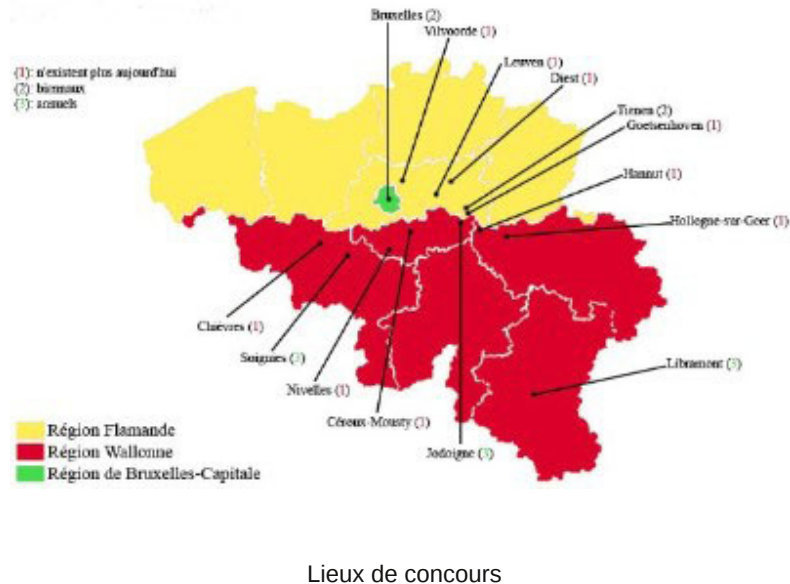 Bruxelles (2)
Vilvoorde (1)
Leuven (1)
Diest (1)
(1): n'existent plus aujourd'hui
(2): biennaux
(3): annuels
Tienen (2)
Goetsenhoven (1)
Hannut (1)
Hollogne-sur-Geer (1)
Chièvres (1)
Soignies (3)
Nivelles (1)
Céroux-Mousty (1)
Jodoigne (3)
Libramont (3)
Région Flamande
Région Wallonne
Région de Bruxelles-Capitale
Lieux de concours